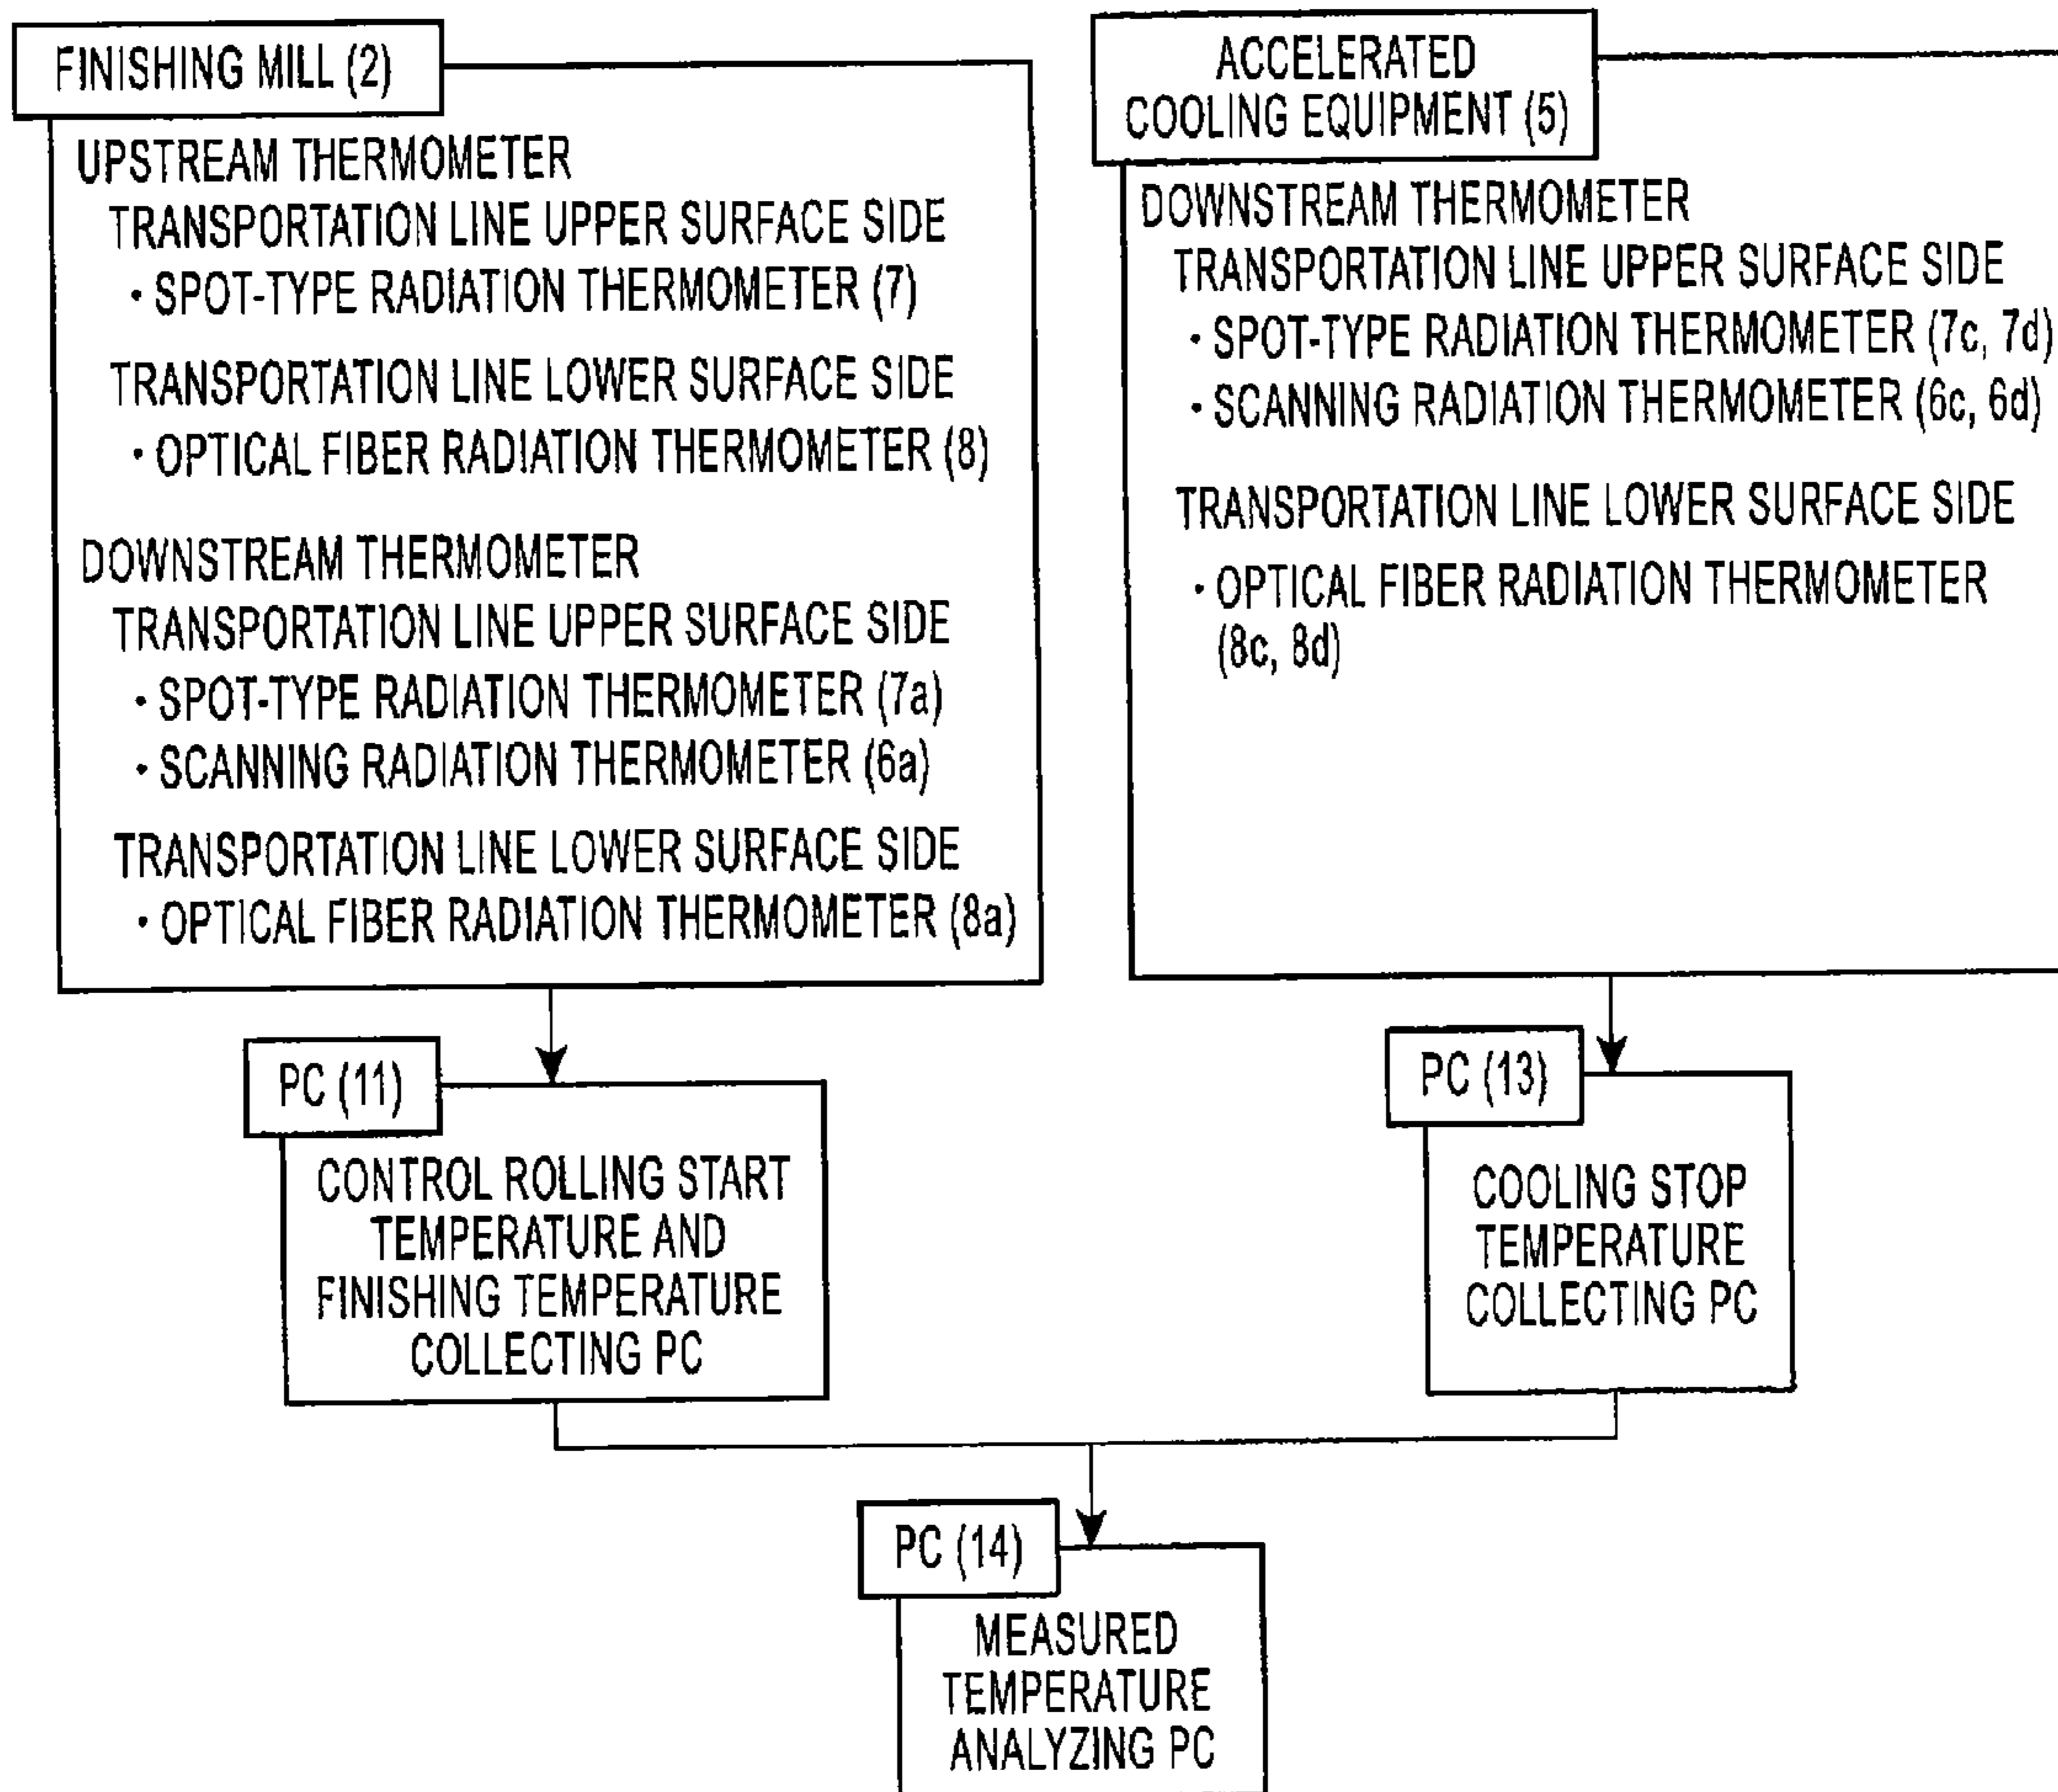 FINISHING MILL (2)
UPSTREAM THERMOMETER
TRANSPORTATION LINE UPPER SURFACE SIDE
· SPOT-TYPE RADIATION THERMOMETER (7)
TRANSPORTATION LINE LOWER SURFACE SIDE
· OPTICAL FIBER RADIATION THERMOMETER (8)
DOWNSTREAM THERMOMETER
TRANSPORTATION LINE UPPER SURFACE SIDE
· SPOT-TYPE RADIATION THERMOMETER (7a)
· SCANNING RADIATION THERMOMETER (6a)
TRANSPORTATION LINE LOWER SURFACE SIDE
· OPTICAL FIBER RADIATION THERMOMETER (8a)
ACCELERATED
COOLING EQUIPMENT (5)
DOWNSTREAM THERMOMETER
TRANSPORTATION LINE UPPER SURFACE SIDE
· SPOT-TYPE RADIATION THERMOMETER (7c, 7d)
· SCANNING RADIATION THERMOMETER (6c, 6d)
TRANSPORTATION LINE LOWER SURFACE SIDE
· OPTICAL FIBER RADIATION THERMOMETER
(8c, 8d)
PC (11)
CONTROL ROLLING START
TEMPERATURE AND
FINISHING TEMPERATURE
COLLECTING PC
PC (13)
COOLING STOP
TEMPERATURE
COLLECTING PC
PC (14)
MEASURED
TEMPERATURE
ANALYZING PC